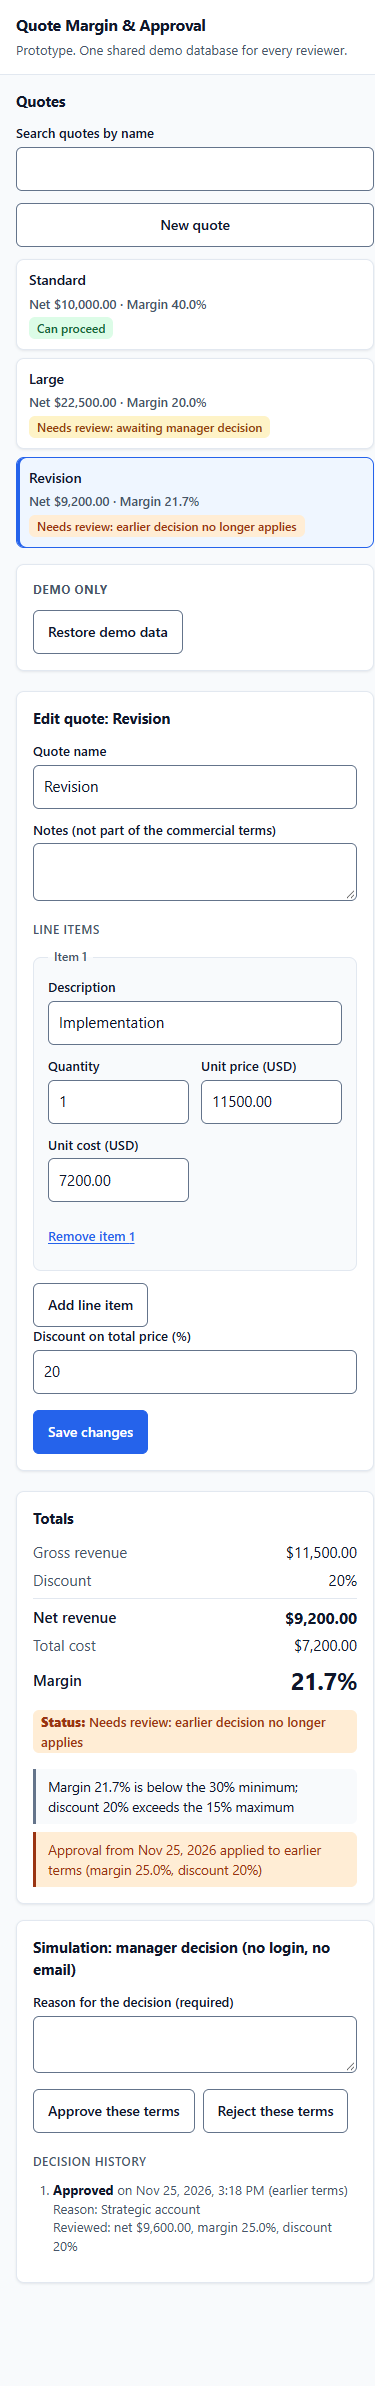 Quote Margin & Approval
Prototype. One shared demo database for every reviewer.
Quotes
Search quotes by name
New quote
Standard
Net $10,000.00 · Margin 40.0%
Can proceed
Large
Net $22,500.00 · Margin 20.0%
Needs review: awaiting manager decision
Revision
Net $9,200.00 · Margin 21.7%
Needs review: earlier decision no longer applies
DEMO ONLY
Restore demo data
Edit quote: Revision
Quote name
Revision
Notes (not part of the commercial terms)
LINE ITEMS
Item 1
Description
Implementation
Quantity
Unit price (USD)
1
11500.00
Unit cost (USD)
7200.00
Remove item 1
Add line item
Discount on total price (%)
20
Save changes
Totals
Gross revenue $11,500.00
Discount 20%
Net revenue $9,200.00
Total cost $7,200.00
Margin 21.7%
Status: Needs review: earlier decision no longer
applies
Margin 21.7% is below the 30% minimum;
discount 20% exceeds the 15% maximum
Approval from Nov 25, 2026 applied to earlier
terms (margin 25.0%, discount 20%)
Simulation: manager decision (no login, no
email)
Reason for the decision (required)
Approve these terms
Reject these terms
DECISION HISTORY
1. Approved on Nov 25, 2026, 3:18 PM (earlier terms)
Reason: Strategic account
Reviewed: net $9,600.00, margin 25.0%, discount
20%